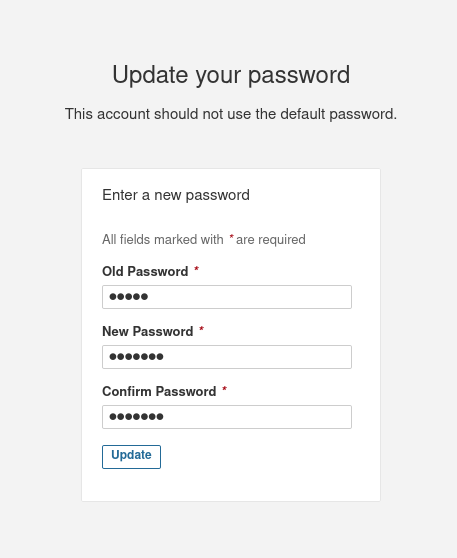 Update your password
This account should not use the default password.
Enter a new password
All fields marked with * are required
Old Password *
●●●●●
New Password *
●●●●●●●
Confirm Password *
●●●●●●●
Update